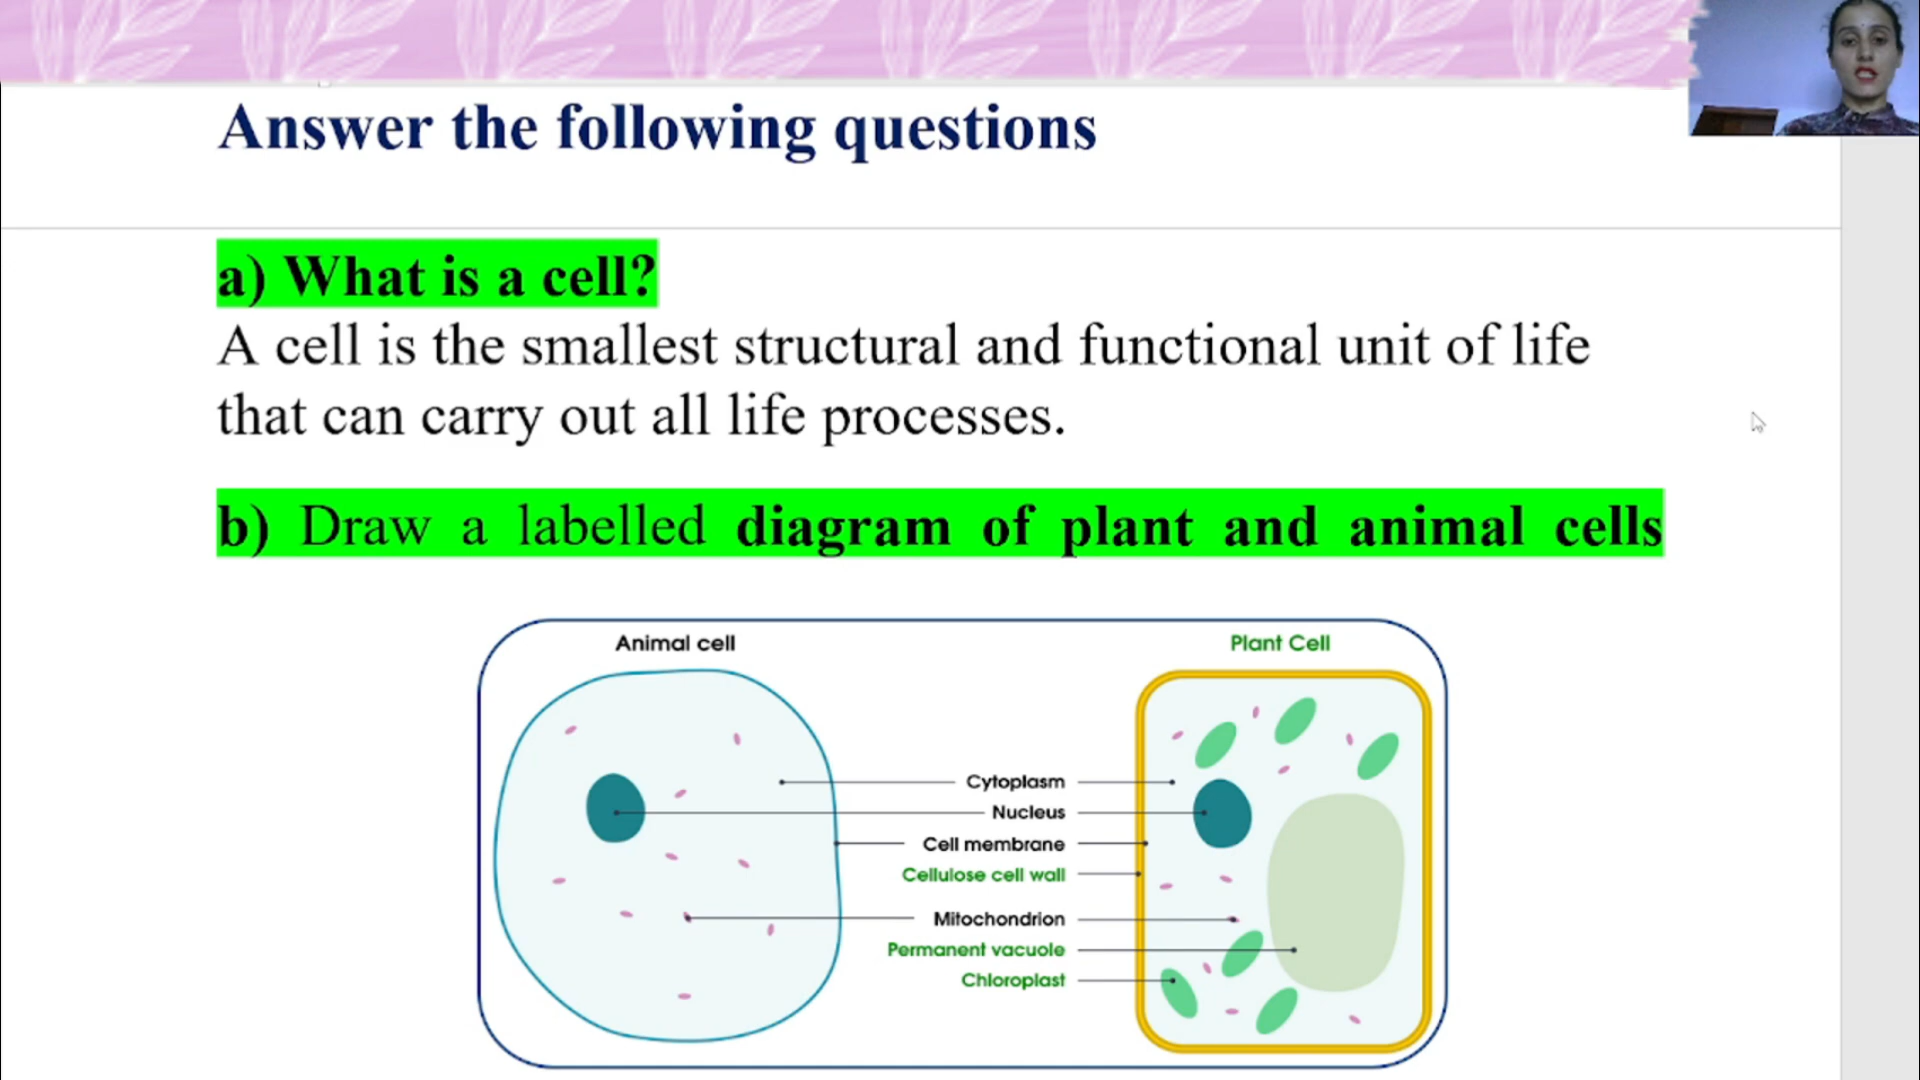 Answer the following questions
a) What is a cell?
A cell is the smallest structural and functional unit of life
that can carry out all life processes.
b) Draw a labelled diagram of plant and animal cells
Animal cell
Plant Cell
Cytoplasm
Nucleus
Cell membrane
Cellulose cell wall
Mitochondrion
Permanent vacuole
Chloroplast